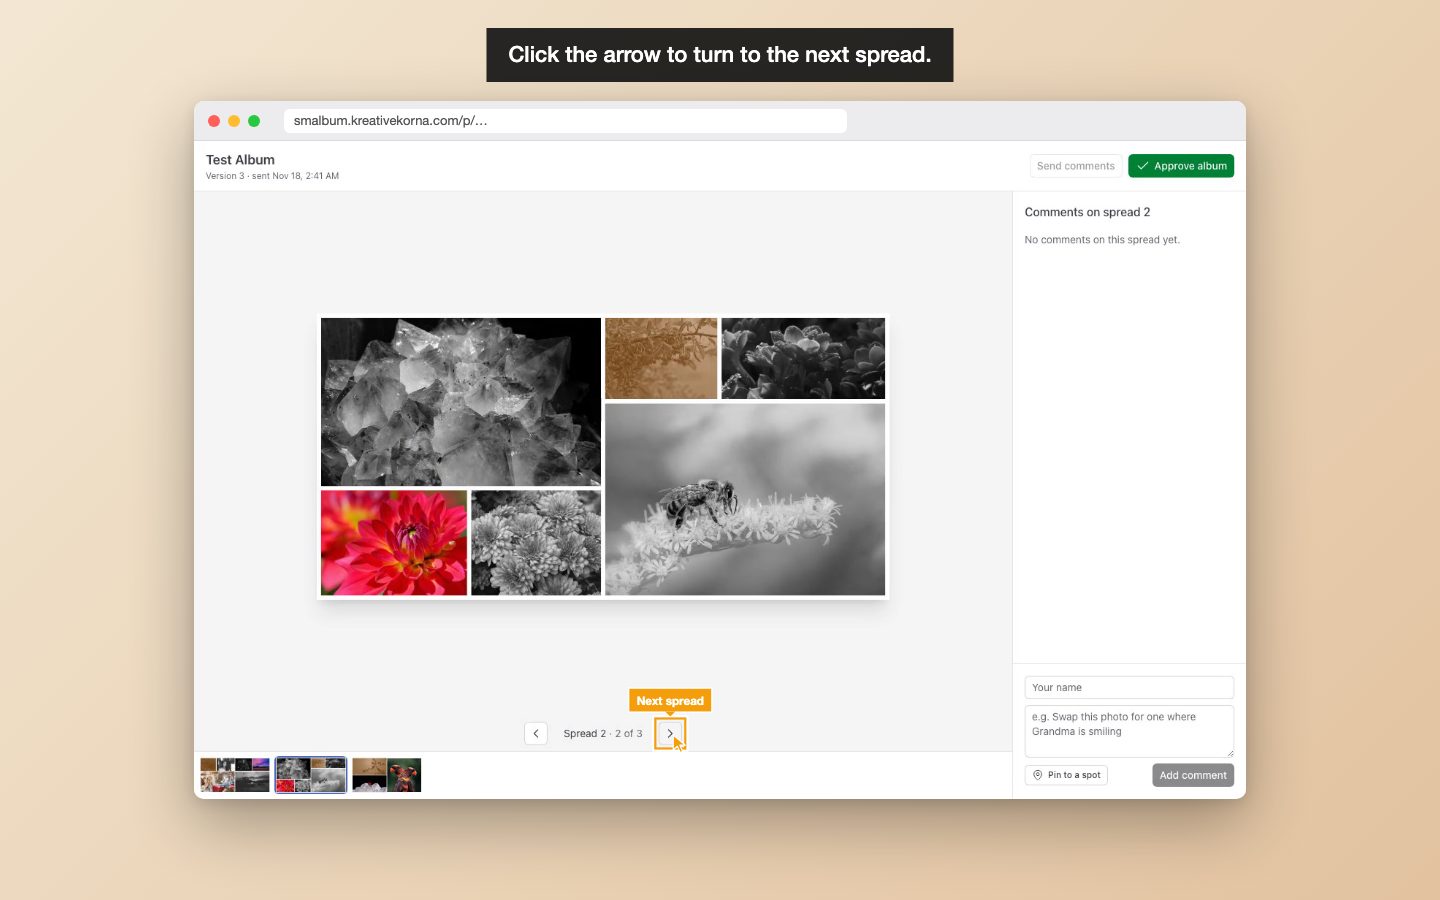 Click the arrow to turn to the next spread.
smalbum.kreativekorna.com/p/...
Test Album
Version 3 · sent Nov 18, 2:41 AM
Send comments
Approve album
Comments on spread 2
No comments on this spread yet.
Next spread
Spread 2 · 2 of 3
Your name
e.g. Swap this photo for one where
Grandma is smiling
Pin to a spot
Add comment